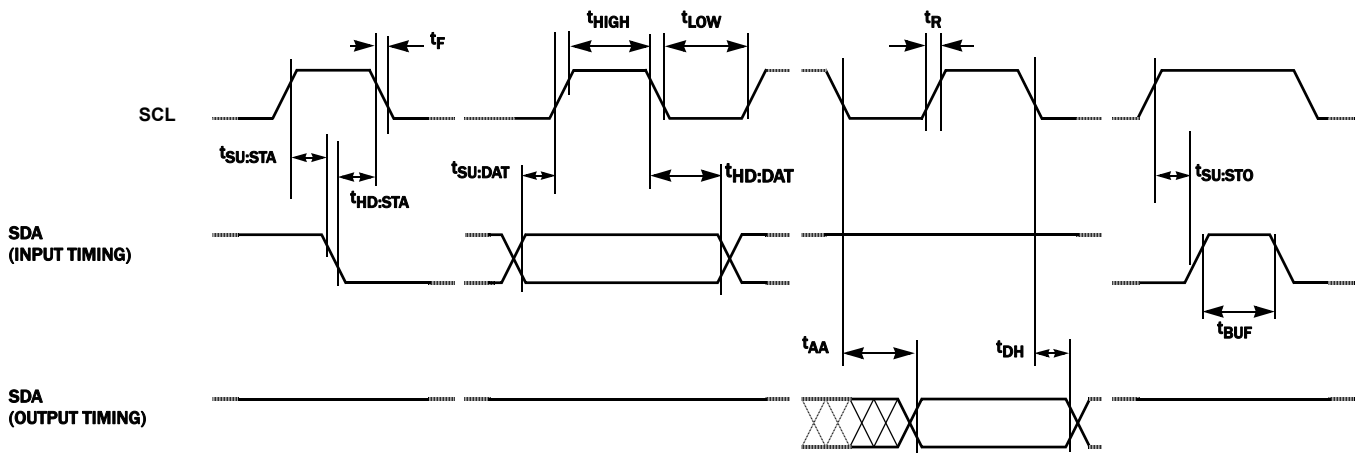 tHIGH tLOW tR
tF
SCL
tSU:STA tSU:DAT tHD:DAT tSU:STO
tHD:STA
SDA
(INPUT TIMING)
tBUF
tAA tDH
SDA
(OUTPUT TIMING)